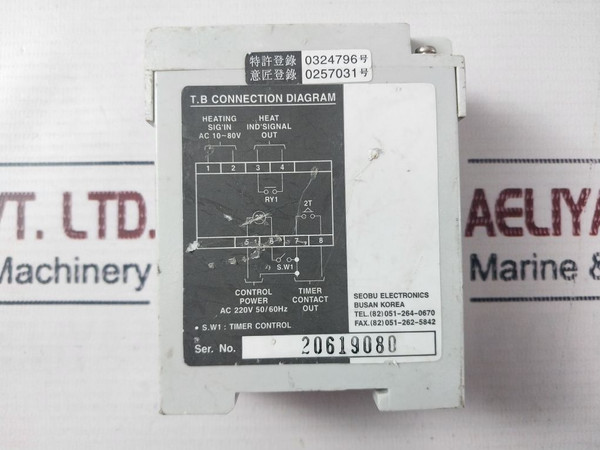 特許登錄 0324796号
意匠登錄 0257031号
T.B CONNECTION DIAGRAM
HEATING
SIG'IN
AC 10~80V
HEAT
IND'SIGNAL
OUT
1 2 3 4
RY1
2T
5 6 7 8
S.W1
CONTROL
POWER
AC 220V 50/60Hz
TIMER
CONTACT
OUT
• S.W1 : TIMER CONTROL
SEOBU ELECTRONICS
BUSAN KOREA
TEL.(82)051-264-0670
FAX.(82)051-262-5842
Ser. No. 20619080
VT. LTD.
Machinery
AELIYA
Marine &